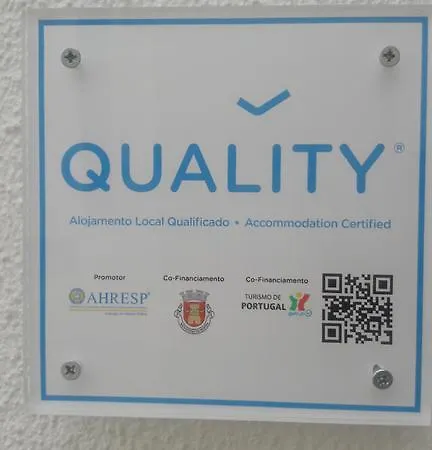 QUALITY®
Alojamento Local Qualificado • Accommodation Certified
Promotor
Co-Financiamento
Co-Financiamento
AHRESP®
TURISMO DE
PORTUGAL